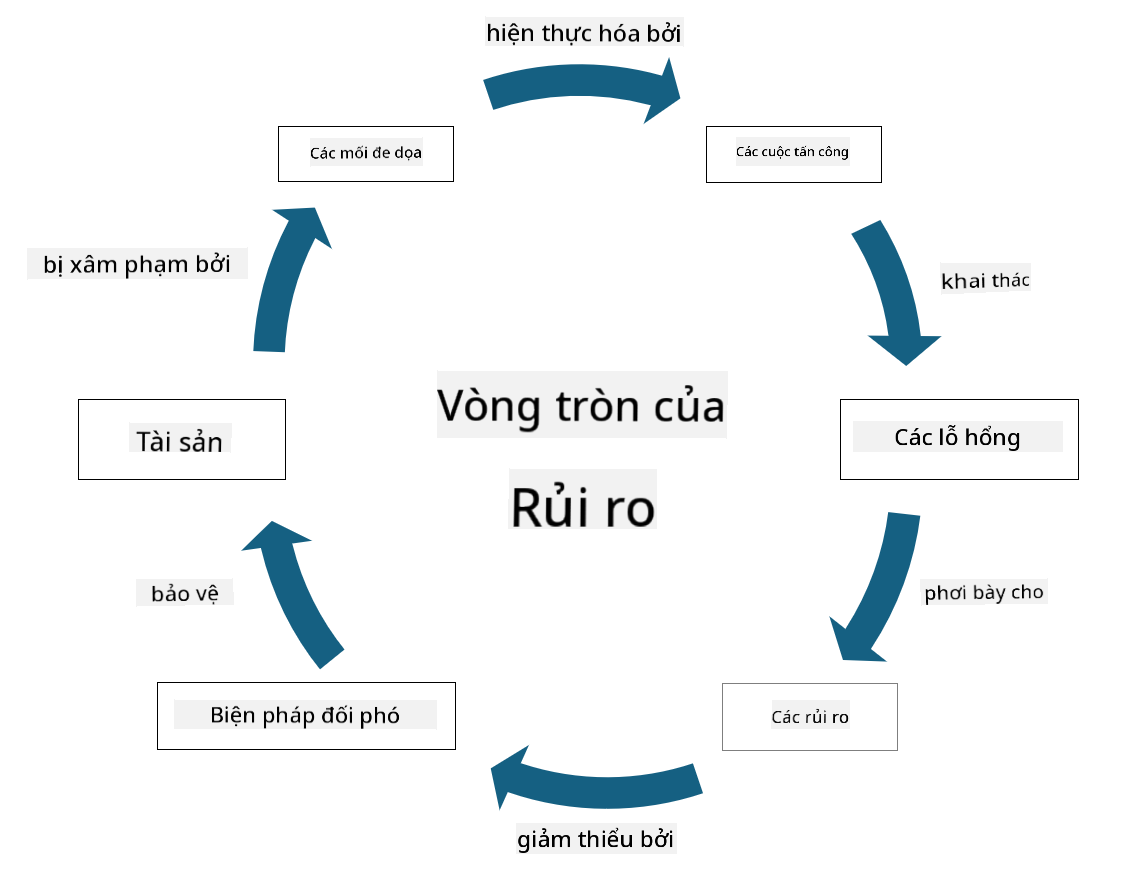 hiện thực hóa bởi
Các mối đe dọa
Các cuộc tấn công
bị xâm phạm bởi
khai thác
Vòng tròn của
Rủi ro
Tài sản
Các lỗ hổng
bảo vệ
phơi bày cho
Biện pháp đối phó
Các rủi ro
giảm thiểu bởi